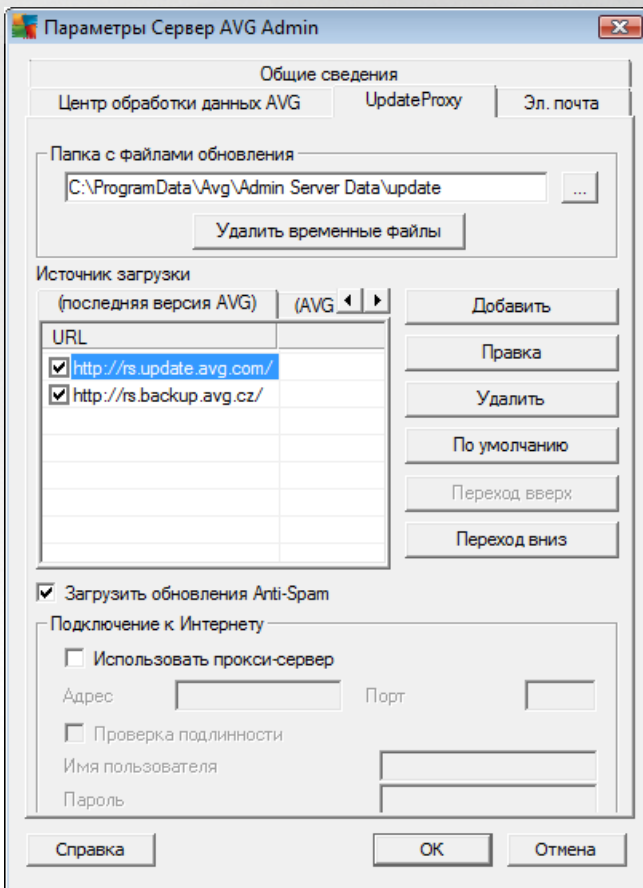 Параметры Сервер AVG Admin
Общие сведения
Центр обработки данных AVG UpdateProxy Эл. почта
Папка с файлами обновления
C:\ProgramData\Avg\Admin Server Data\update ...
Удалить временные файлы
Источник загрузки
(последняя версия AVG) (AVG
Добавить
URL
Правка
http://rs.update.avg.com/
http://rs.backup.avg.cz/
Удалить
По умолчанию
Переход вверх
Переход вниз
Загрузить обновления Anti-Spam
Подключение к Интернету
Использовать прокси-сервер
Адрес Порт
Проверка подлинности
Имя пользователя
Пароль
Справка OK Отмена